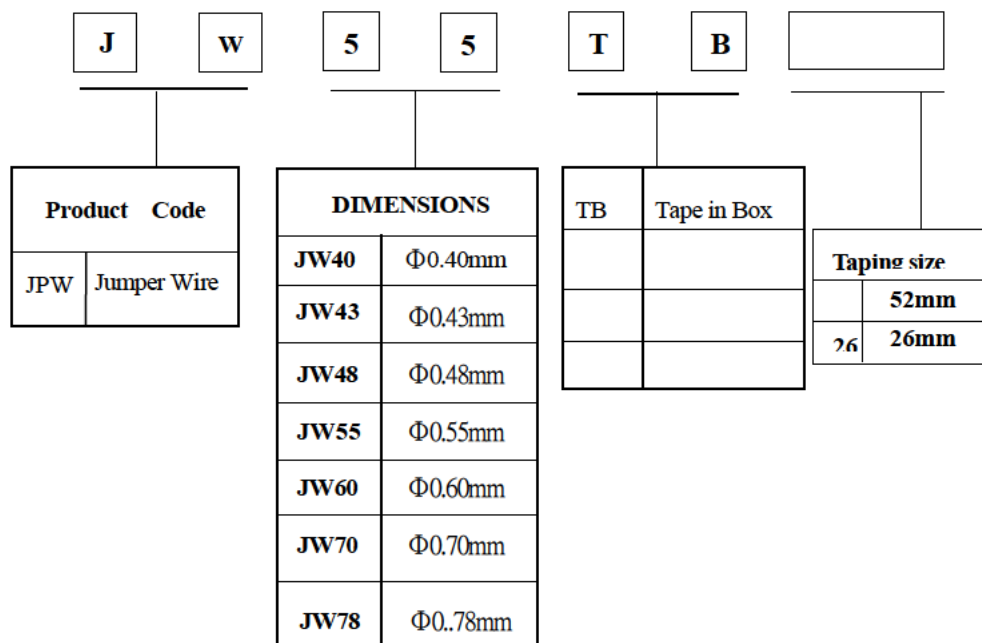 J W 5 5 T B
Product Code
JPW Jumper Wire
DIMENSIONS
JW40 Φ0.40mm
JW43 Φ0.43mm
JW48 Φ0.48mm
JW55 Φ0.55mm
JW60 Φ0.60mm
JW70 Φ0.70mm
JW78 Φ0..78mm
TB Tape in Box
Taping size
52mm
26 26mm